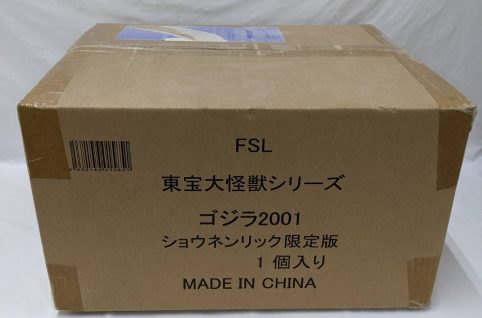 FSL
東宝大怪獣シリーズ
ゴジラ2001
ショウネンリック限定版
1個入り
MADE IN CHINA